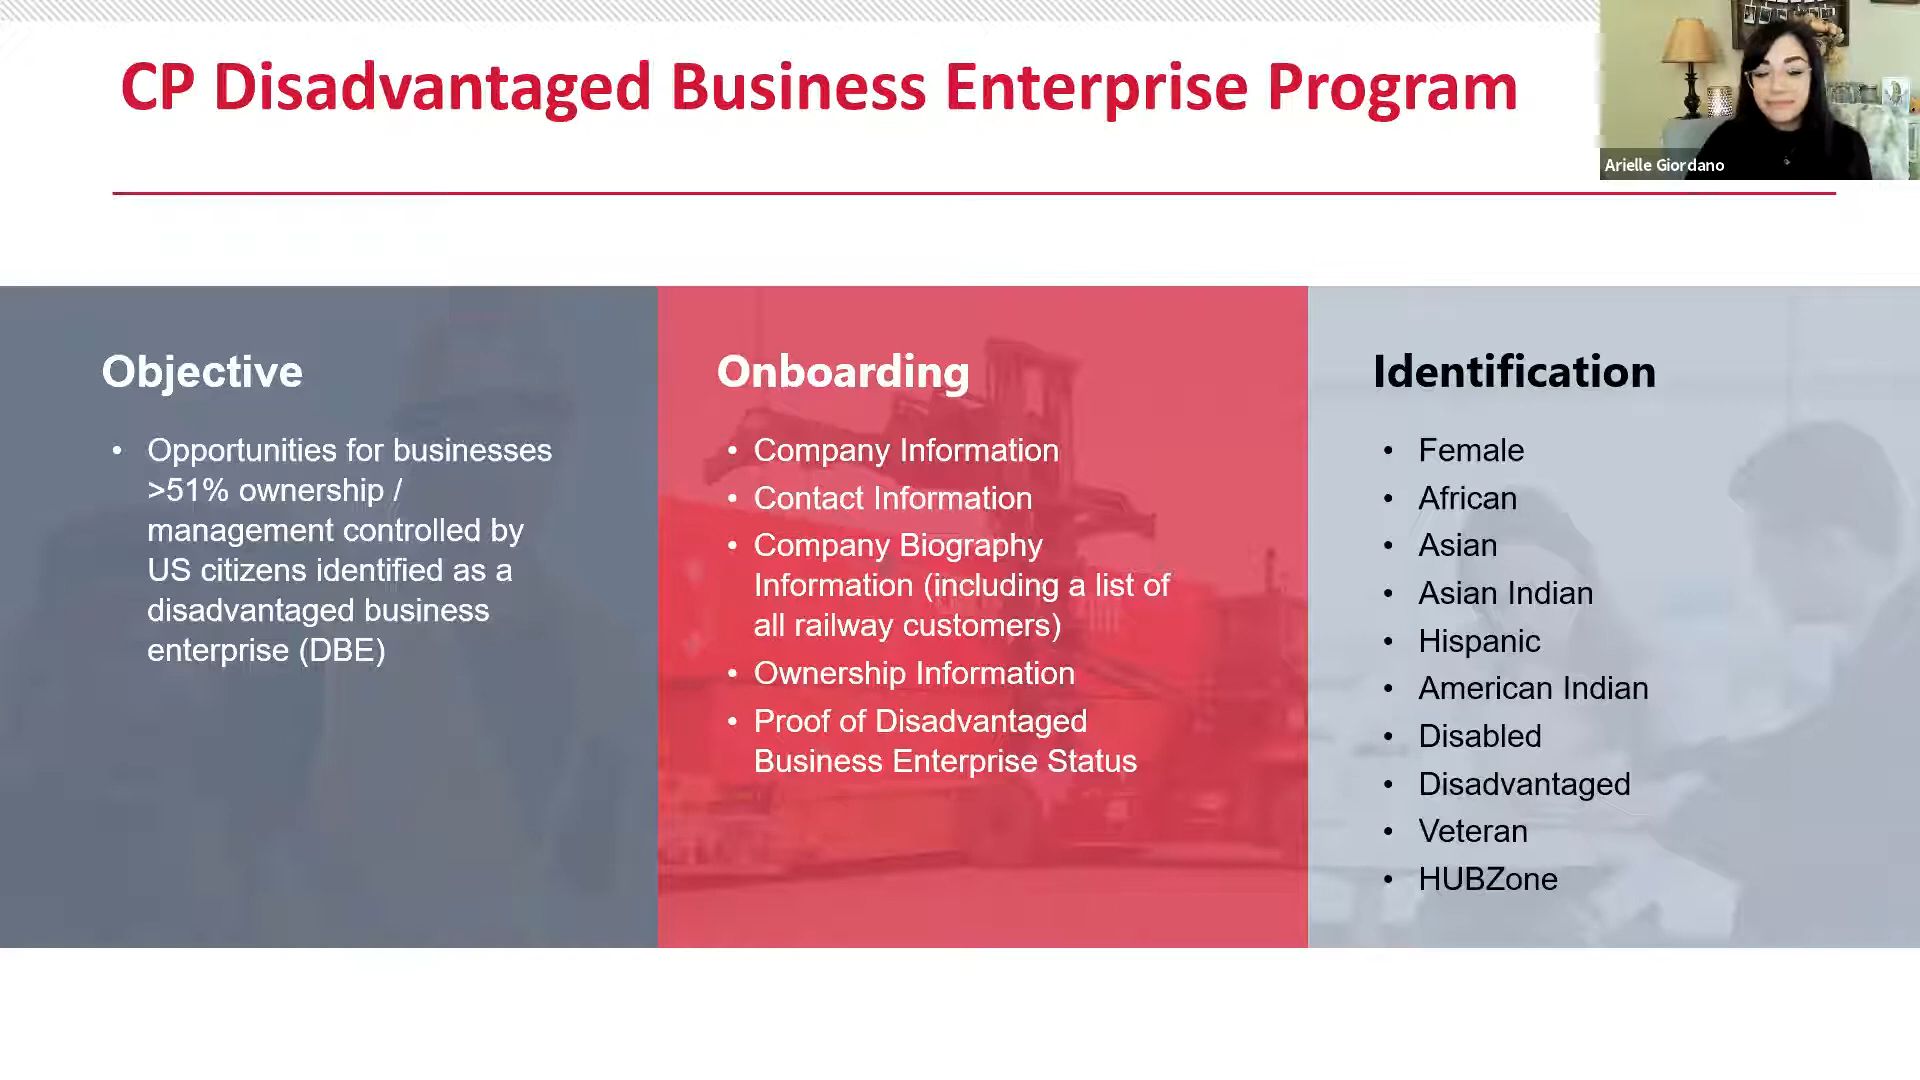 CP Disadvantaged Business Enterprise Program
Arielle Giordano
Objective
• Opportunities for businesses
>51% ownership /
management controlled by
US citizens identified as a
disadvantaged business
enterprise (DBE)
Onboarding
• Company Information
• Contact Information
• Company Biography
Information (including a list of
all railway customers)
• Ownership Information
• Proof of Disadvantaged
Business Enterprise Status
Identification
• Female
• African
• Asian
• Asian Indian
• Hispanic
• American Indian
• Disabled
• Disadvantaged
• Veteran
• HUBZone